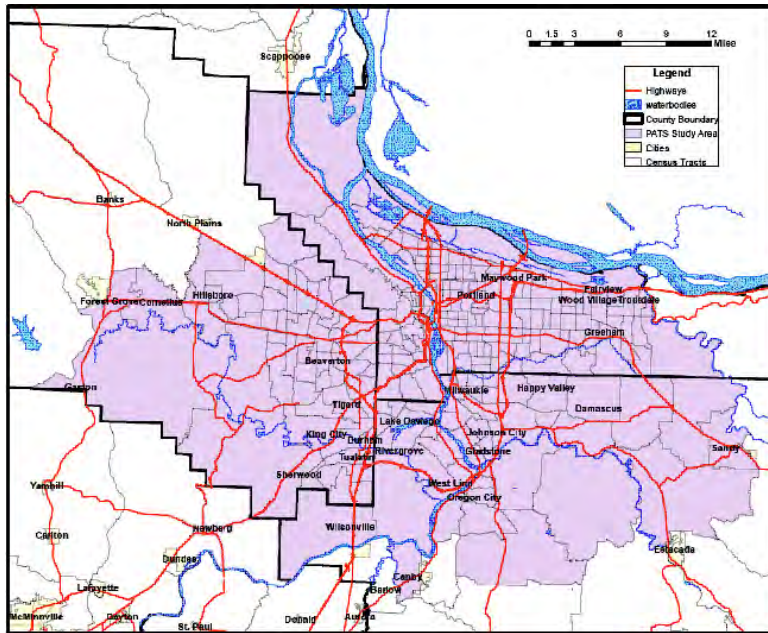 Scappoose
0 1.5 3 6 9 12
Miles
Legend
Highways
waterbodies
County Boundary
PATS Study Area
Cities
Census Tracts
Banks
North Plains
Maywood Park
Forest Grove
Cornelius
Hillsboro
Portland
Fairview
Wood Village
Troutdale
Gresham
Beaverton
Gaston
Milwaukie
Happy Valley
Tigard
Damascus
Lake Oswego
King City
Durham
Johnson City
Rivergrove
Gladstone
Tualatin
Sandy
Sherwood
West Linn
Yamhill
Oregon City
Newberg
Wilsonville
Carlton
Dundee
Estacada
Canby
Lafayette
Barlow
McMinnville
Dayton
St. Paul
Donald
Aurora